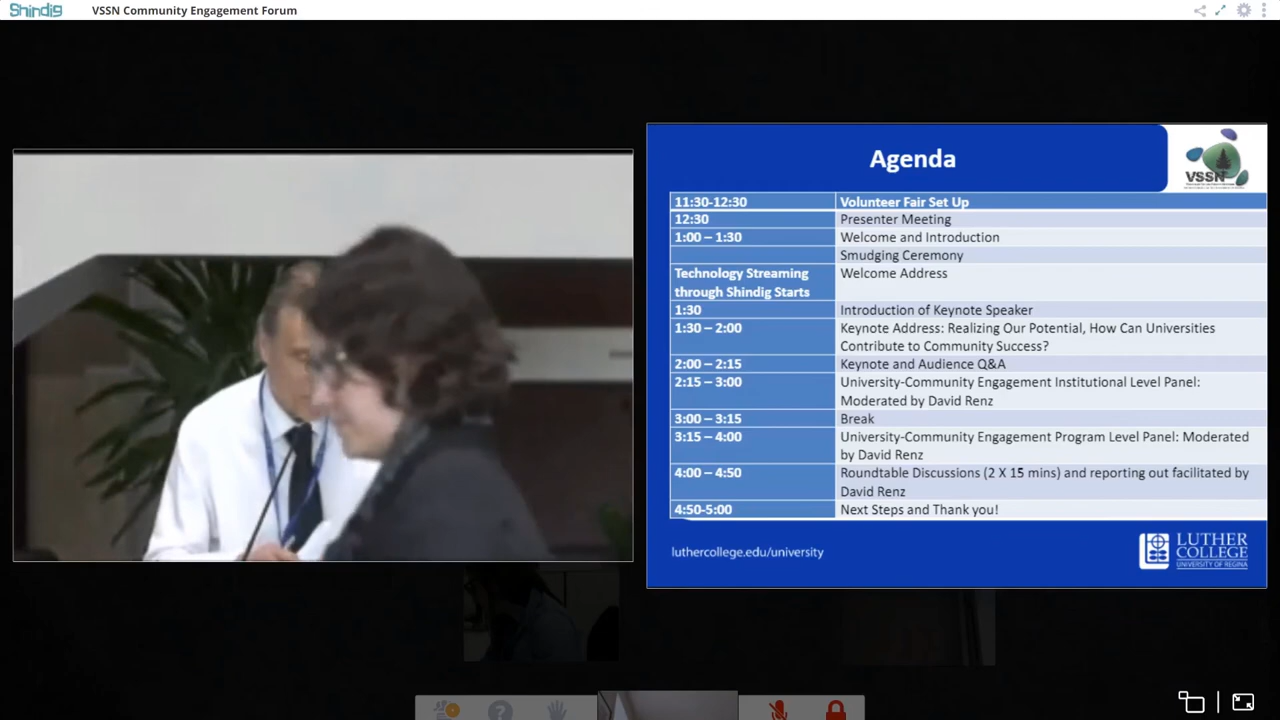 Shindig
VSSN Community Engagement Forum
Agenda
VSSN
11:30-12:30 Volunteer Fair Set Up
12:30 Presenter Meeting
1:00 – 1:30 Welcome and Introduction
Smudging Ceremony
Technology Streaming Welcome Address
through Shindig Starts
1:30 Introduction of Keynote Speaker
1:30 – 2:00 Keynote Address: Realizing Our Potential, How Can Universities
Contribute to Community Success?
2:00 – 2:15 Keynote and Audience Q&A
2:15 – 3:00 University-Community Engagement Institutional Level Panel:
Moderated by David Renz
3:00 – 3:15 Break
3:15 – 4:00 University-Community Engagement Program Level Panel: Moderated
by David Renz
4:00 – 4:50 Roundtable Discussions (2 X 15 mins) and reporting out facilitated by
David Renz
4:50-5:00 Next Steps and Thank you!
luthercollege.edu/university
LUTHER
COLLEGE
UNIVERSITY OF REGINA